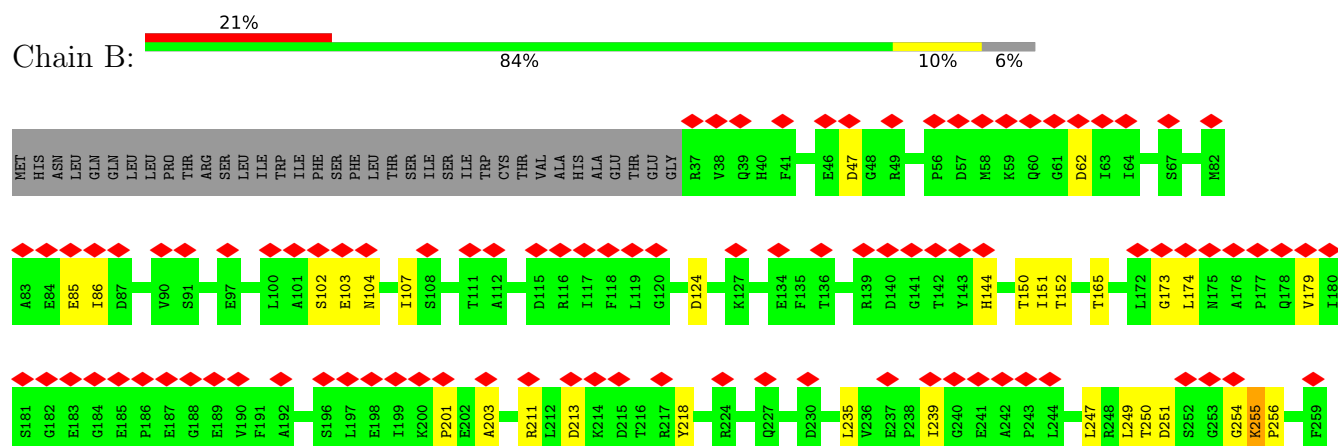 21%
Chain B:
84% 10% 6%
MET HIS ASN LEU GLN GLN LEU LEU PRO THR ARG SER LEU ILE TRP ILE PHE SER PHE LEU THR SER ILE SER SER ILE TRP CYS THR VAL ALA HIS ALA GLU THR GLU GLY R37 V38 Q39 H40 F41 E46 D47 G48 R49 P56 D57 M58 K59 Q60 G61 D62 I63 I64 S67 M82
A83 E84 E85 I86 D87 V90 S91 E97 L100 A101 S102 E103 N104 I107 S108 T111 A112 D115 R116 I117 F118 L119 G120 D124 K127 E134 F135 T136 R139 D140 G141 T142 Y143 H144 T150 I151 T152 T165 L172 G173 L174 N175 A176 P177 Q178 V179 I180
S181 G182 E183 G184 E185 P186 E187 G188 E189 V190 F191 A192 S196 L197 E198 I199 K200 P201 E202 A203 R211 L212 D213 K214 D215 T216 R217 Y218 R224 Q227 D230 L235 V236 E237 P238 I239 G240 E241 A242 P243 L244 L247 R248 L249 T250 D251 S252 G253 G254 K255 P256 F259